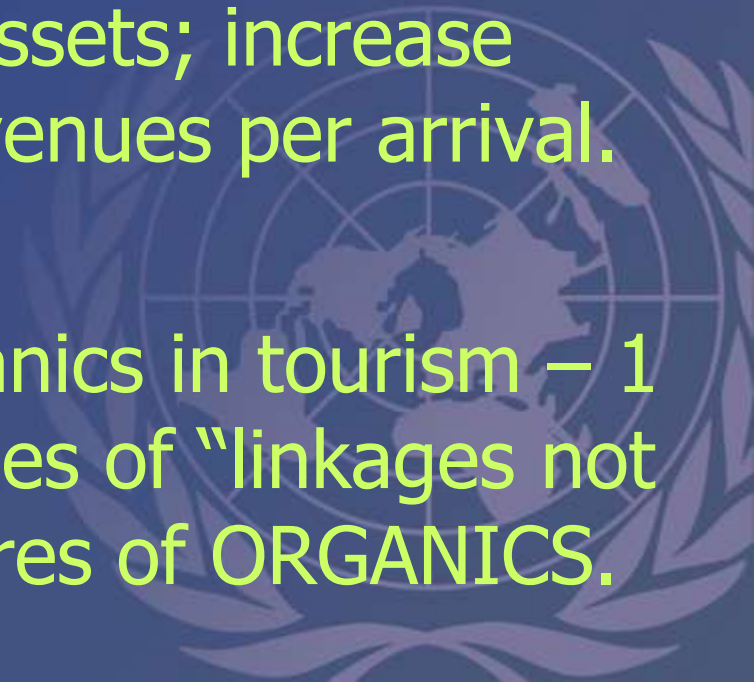 ssets; increase
venues per arrival.
nics in tourism – 1
es of “linkages not
res of ORGANICS.